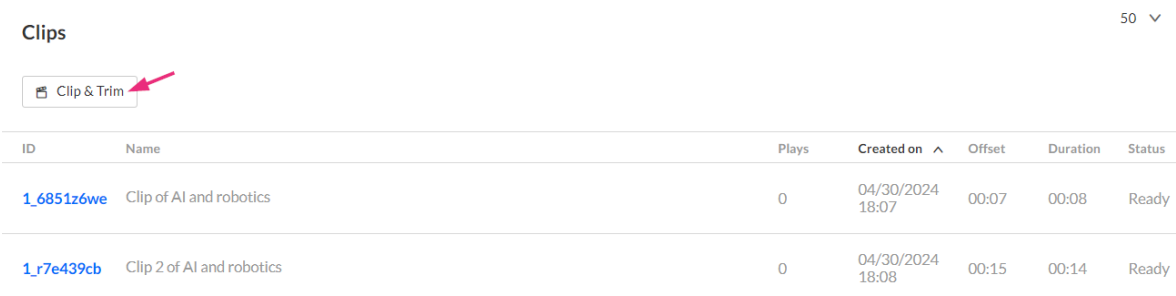 50
Clips
Clip & Trim
ID Name Plays Created on Offset Duration Status
1_6851z6we Clip of AI and robotics 0 04/30/2024 18:07 00:07 00:08 Ready
1_r7e439cb Clip 2 of AI and robotics 0 04/30/2024 18:08 00:15 00:14 Ready